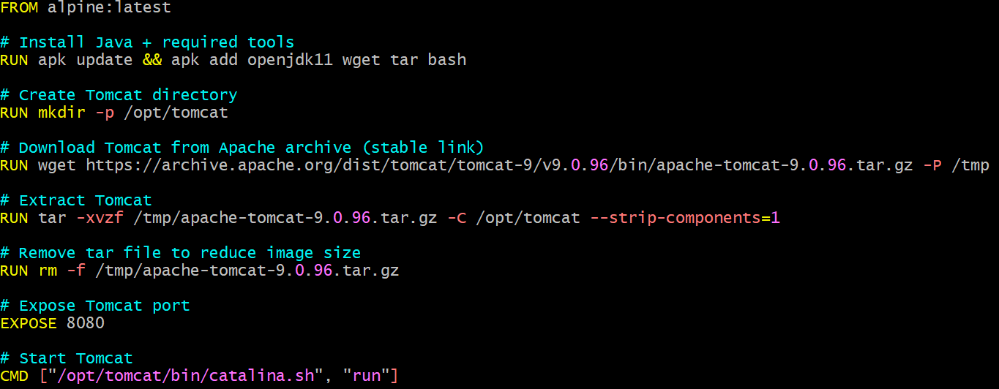 FROM alpine:latest
# Install Java + required tools
RUN apk update && apk add openjdk11 wget tar bash
# Create Tomcat directory
RUN mkdir -p /opt/tomcat
# Download Tomcat from Apache archive (stable link)
RUN wget https://archive.apache.org/dist/tomcat/tomcat-9/v9.0.96/bin/apache-tomcat-9.0.96.tar.gz -P /tmp
# Extract Tomcat
RUN tar -xvzf /tmp/apache-tomcat-9.0.96.tar.gz -C /opt/tomcat --strip-components=1
# Remove tar file to reduce image size
RUN rm -f /tmp/apache-tomcat-9.0.96.tar.gz
# Expose Tomcat port
EXPOSE 8080
# Start Tomcat
CMD ["/opt/tomcat/bin/catalina.sh", "run"]